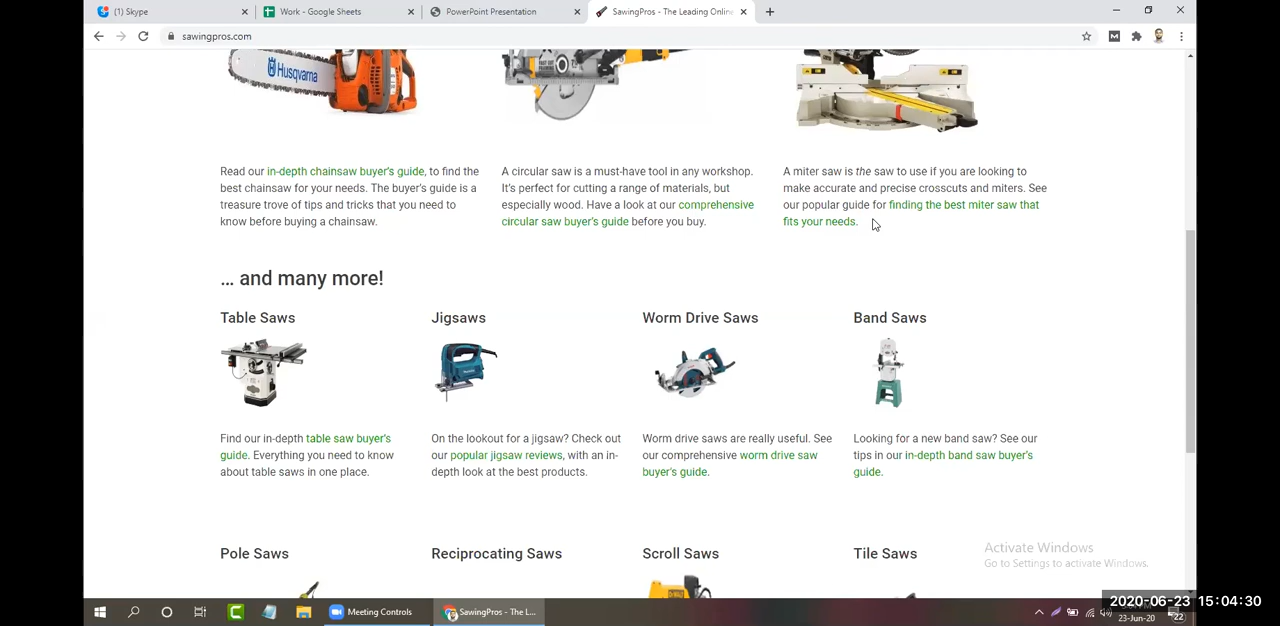 (1) Skype
Work - Google Sheets
PowerPoint Presentation
SawingPros - The Leading Online
sawingpros.com
Husqvarna
Read our in-depth chainsaw buyer's guide, to find the
best chainsaw for your needs. The buyer's guide is a
treasure trove of tips and tricks that you need to
know before buying a chainsaw.
A circular saw is a must-have tool in any workshop.
It's perfect for cutting a range of materials, but
especially wood. Have a look at our comprehensive
circular saw buyer's guide before you buy.
A miter saw is the saw to use if you are looking to
make accurate and precise crosscuts and miters. See
our popular guide for finding the best miter saw that
fits your needs.
... and many more!
Table Saws
Jigsaws
Worm Drive Saws
Band Saws
Find our in-depth table saw buyer's
guide. Everything you need to know
about table saws in one place.
On the lookout for a jigsaw? Check out
our popular jigsaw reviews, with an in-
depth look at the best products.
Worm drive saws are really useful. See
our comprehensive worm drive saw
buyer's guide.
Looking for a new band saw? See our
tips in our in-depth band saw buyer's
guide.
Pole Saws
Reciprocating Saws
Scroll Saws
Tile Saws
Activate Windows
Go to Settings to activate Windows.
Meeting Controls
SawingPros - The L...
2020-06-23 15:04:30
23-Jun-20
22